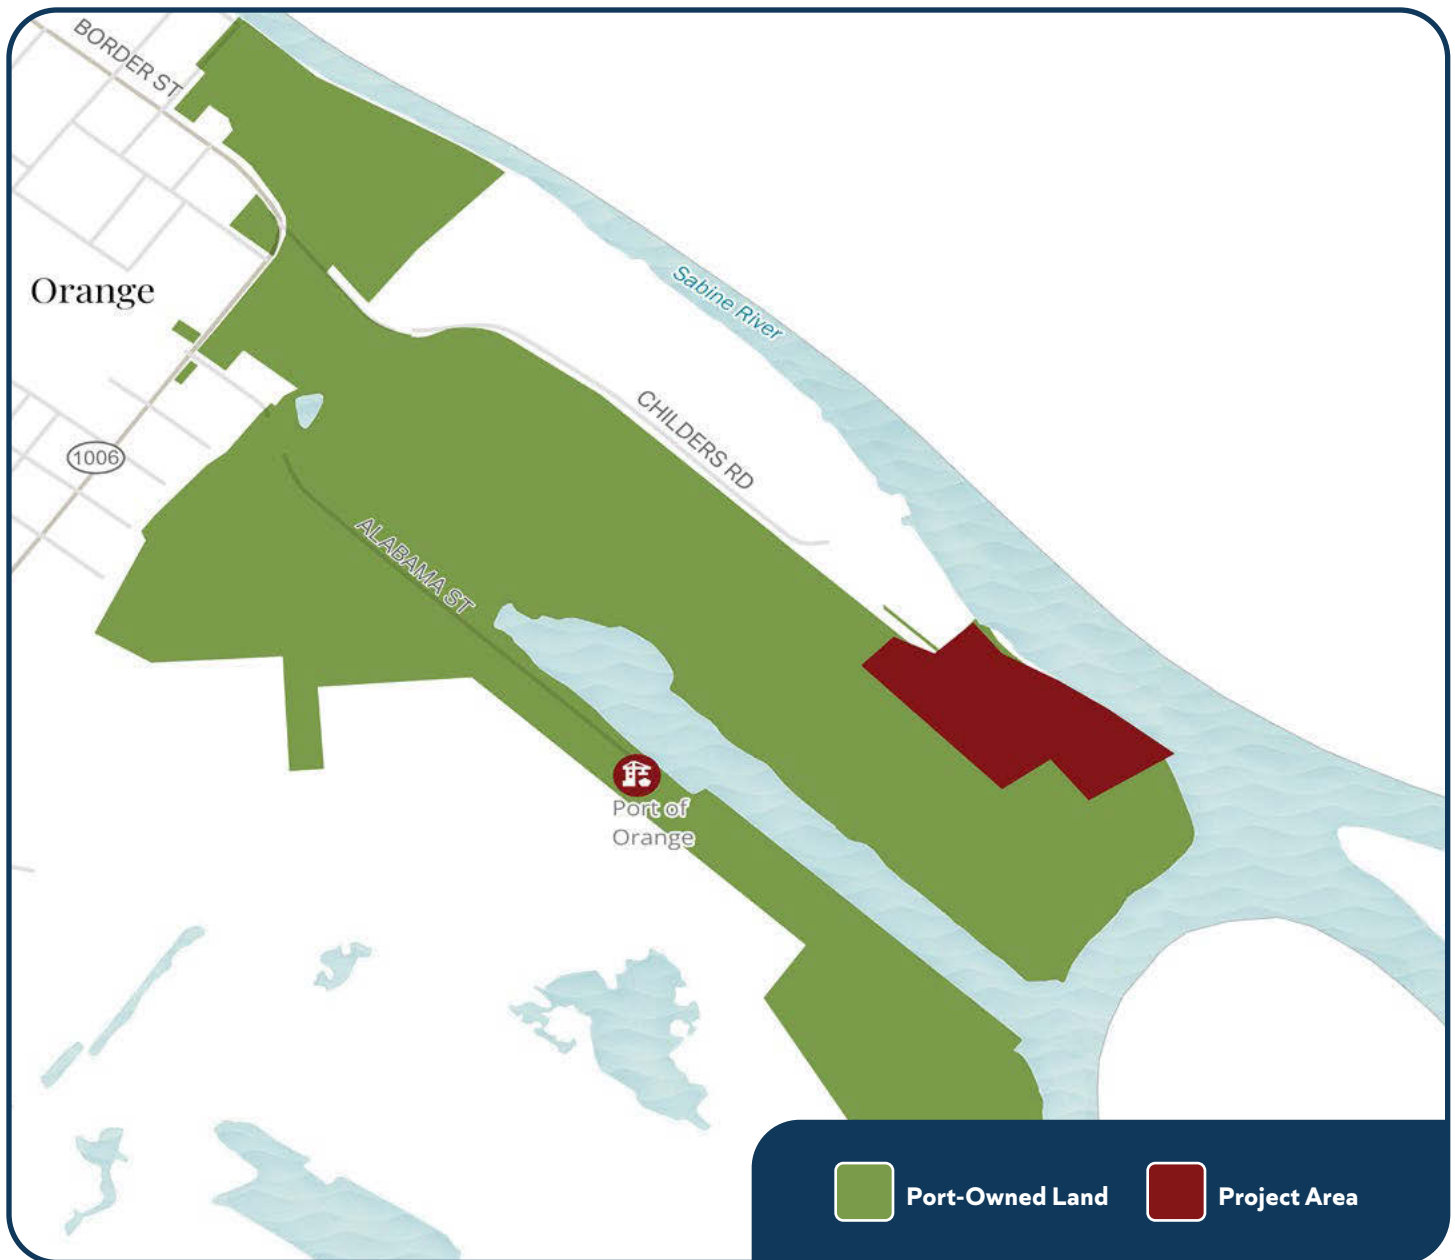 BORDER ST
Orange
Sabine River
CHILDERS RD
1006
ALABAMA ST
Port of
Orange
Port-Owned Land
Project Area